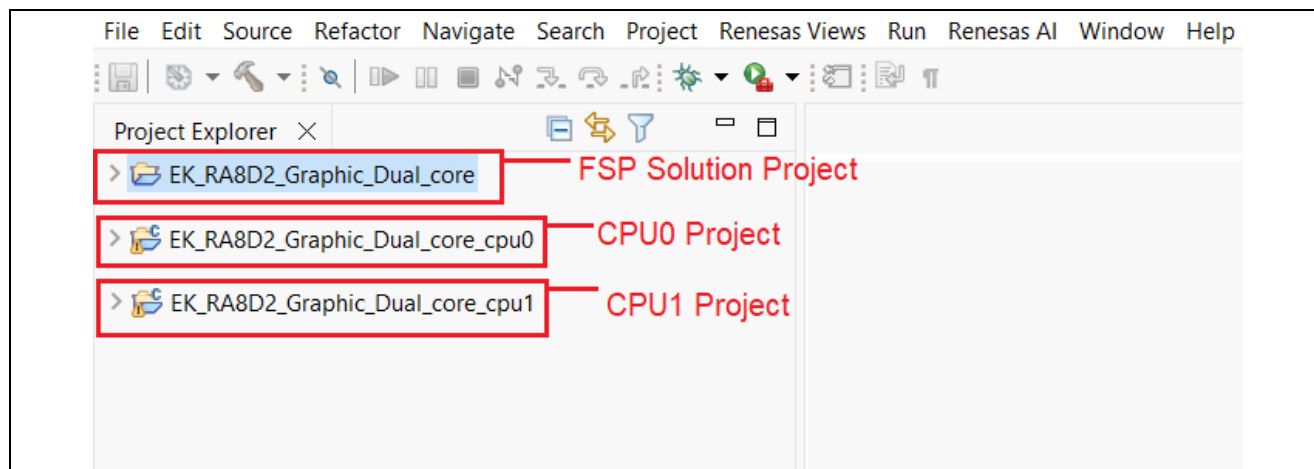 File Edit Source Refactor Navigate Search Project Renesas Views Run Renesas AI Window Help
Project Explorer
EK_RA8D2_Graphic_Dual_core
FSP Solution Project
EK_RA8D2_Graphic_Dual_core_cpu0
CPU0 Project
EK_RA8D2_Graphic_Dual_core_cpu1
CPU1 Project